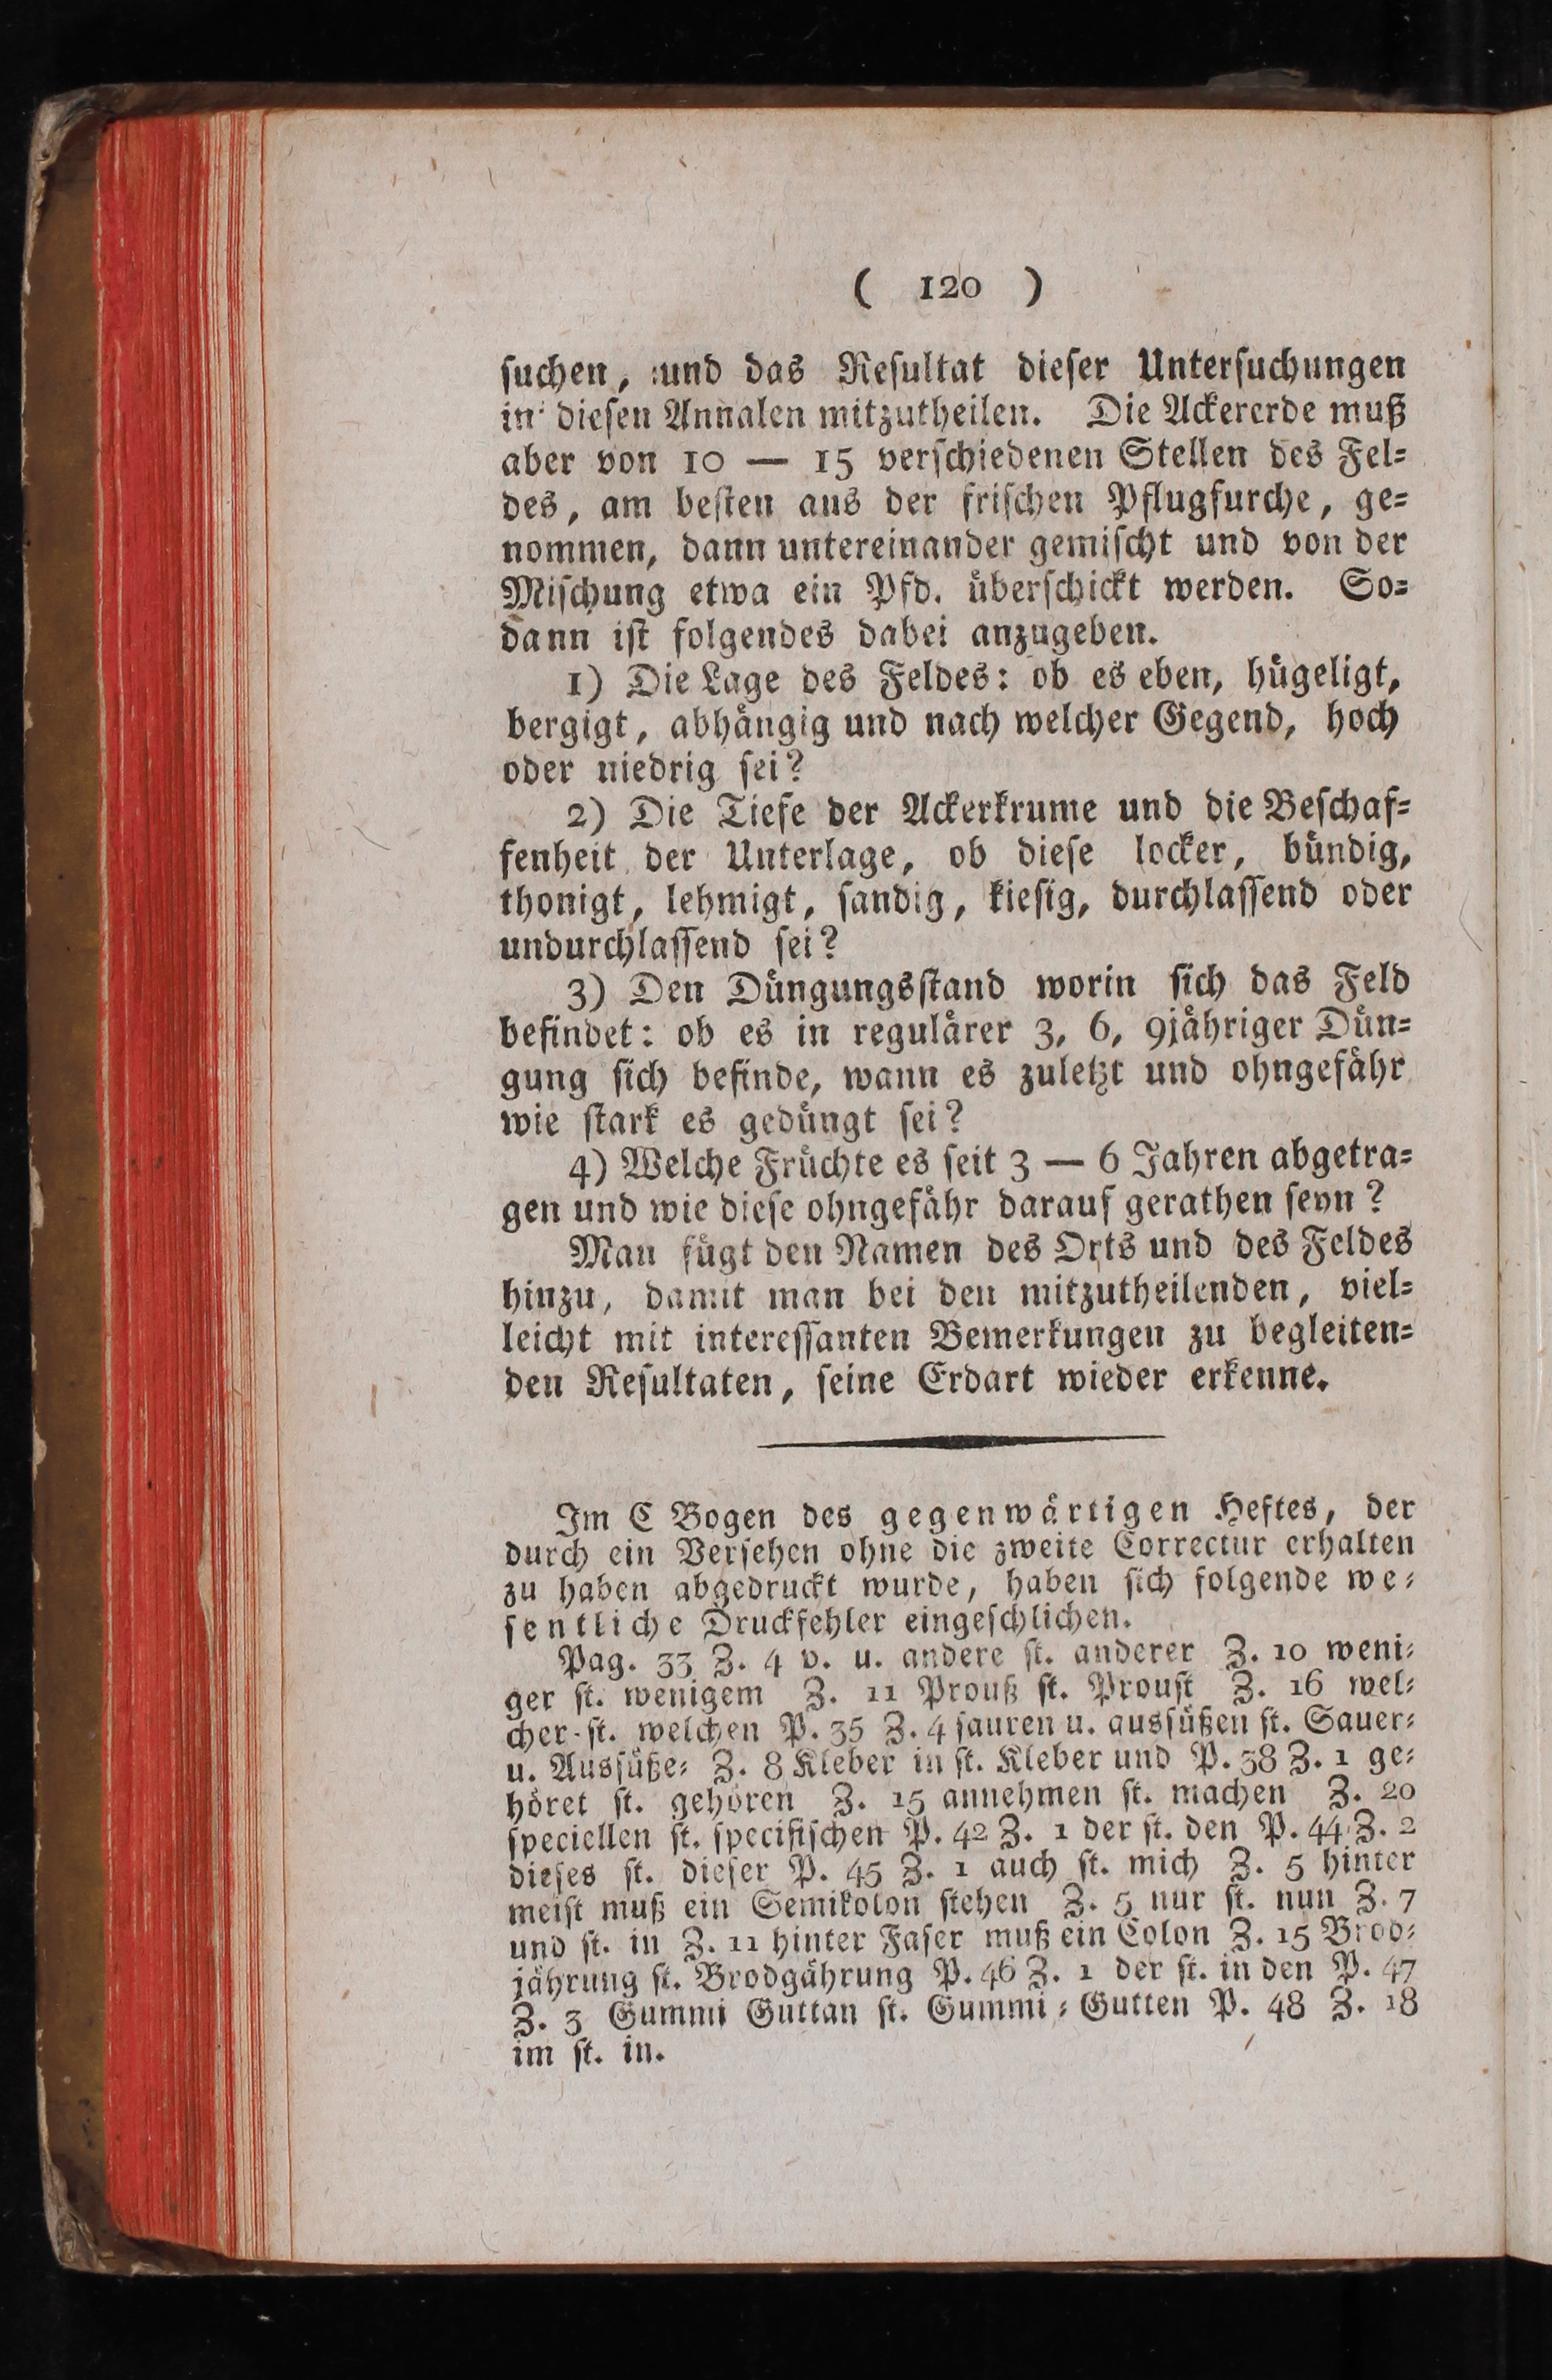 ( 120 )
suchen, und das Resultat dieser Untersuchungen
in diesen Annalen mitzutheilen. Die Ackererde muß
aber von 10 — 15 verschiedenen Stellen des Fel-
des, am besten aus der frischen Pflugfurche, ge-
nommen, dann untereinander gemischt und von der
Mischung etwa ein Pfd. überschickt werden. So-
dann ist folgendes dabei anzugeben.
1) Die Lage des Feldes: ob es eben, hügeligt,
bergigt, abhängig und nach welcher Gegend, hoch
oder niedrig sei?
2) Die Tiefe der Ackerkrume und die Beschaf-
fenheit der Unterlage, ob diese locker, bündig,
thonigt, lehmigt, sandig, kiesig, durchlassend oder
undurchlassend sei?
3) Den Düngungsstand worin sich das Feld
befindet: ob es in regulärer 3, 6, 9jähriger Dün-
gung sich befinde, wann es zuletzt und ohngefähr
wie stark es gedüngt sei?
4) Welche Früchte es seit 3 — 6 Jahren abgetra-
gen und wie diese ohngefähr darauf gerathen seyn?
Man fügt den Namen des Orts und des Feldes
hinzu, damit man bei den mitzutheilenden, viel-
leicht mit interessanten Bemerkungen zu begleiten-
den Resultaten, seine Erdart wieder erkenne.
Im C Bogen des gegenwärtigen Heftes, der
durch ein Versehen ohne die zweite Correctur erhalten
zu haben abgedruckt wurde, haben sich folgende we-
sentliche Druckfehler eingeschlichen.
Pag. 33 Z. 4 v. u. andere st. anderer Z. 10 weni-
ger st. wenigem Z. 11 Prouß st. Proust Z. 16 wel-
cher st. welchen P. 35 Z. 4 sauren u. aussüßen st. Sauer-
u. Aussüße- Z. 8 Kleber in st. Kleber und P. 38 Z. 1 ge-
höret st. gehören Z. 15 annehmen st. machen Z. 20
speciellen st. specifischen P. 42 Z. 1 der st. den P. 44 Z. 2
dieses st. dieser P. 45 Z. 1 auch st. mich Z. 5 hinter
meist muß ein Semikolon stehen Z. 5 nur st. nun Z. 7
und st. in Z. 11 hinter Faser muß ein Colon Z. 15 Brod-
jährung st. Brodgährung P. 46 Z. 1 der st. in den P. 47
Z. 3 Gummi Guttan st. Gummi-Gutten P. 48 Z. 18
im st. in.